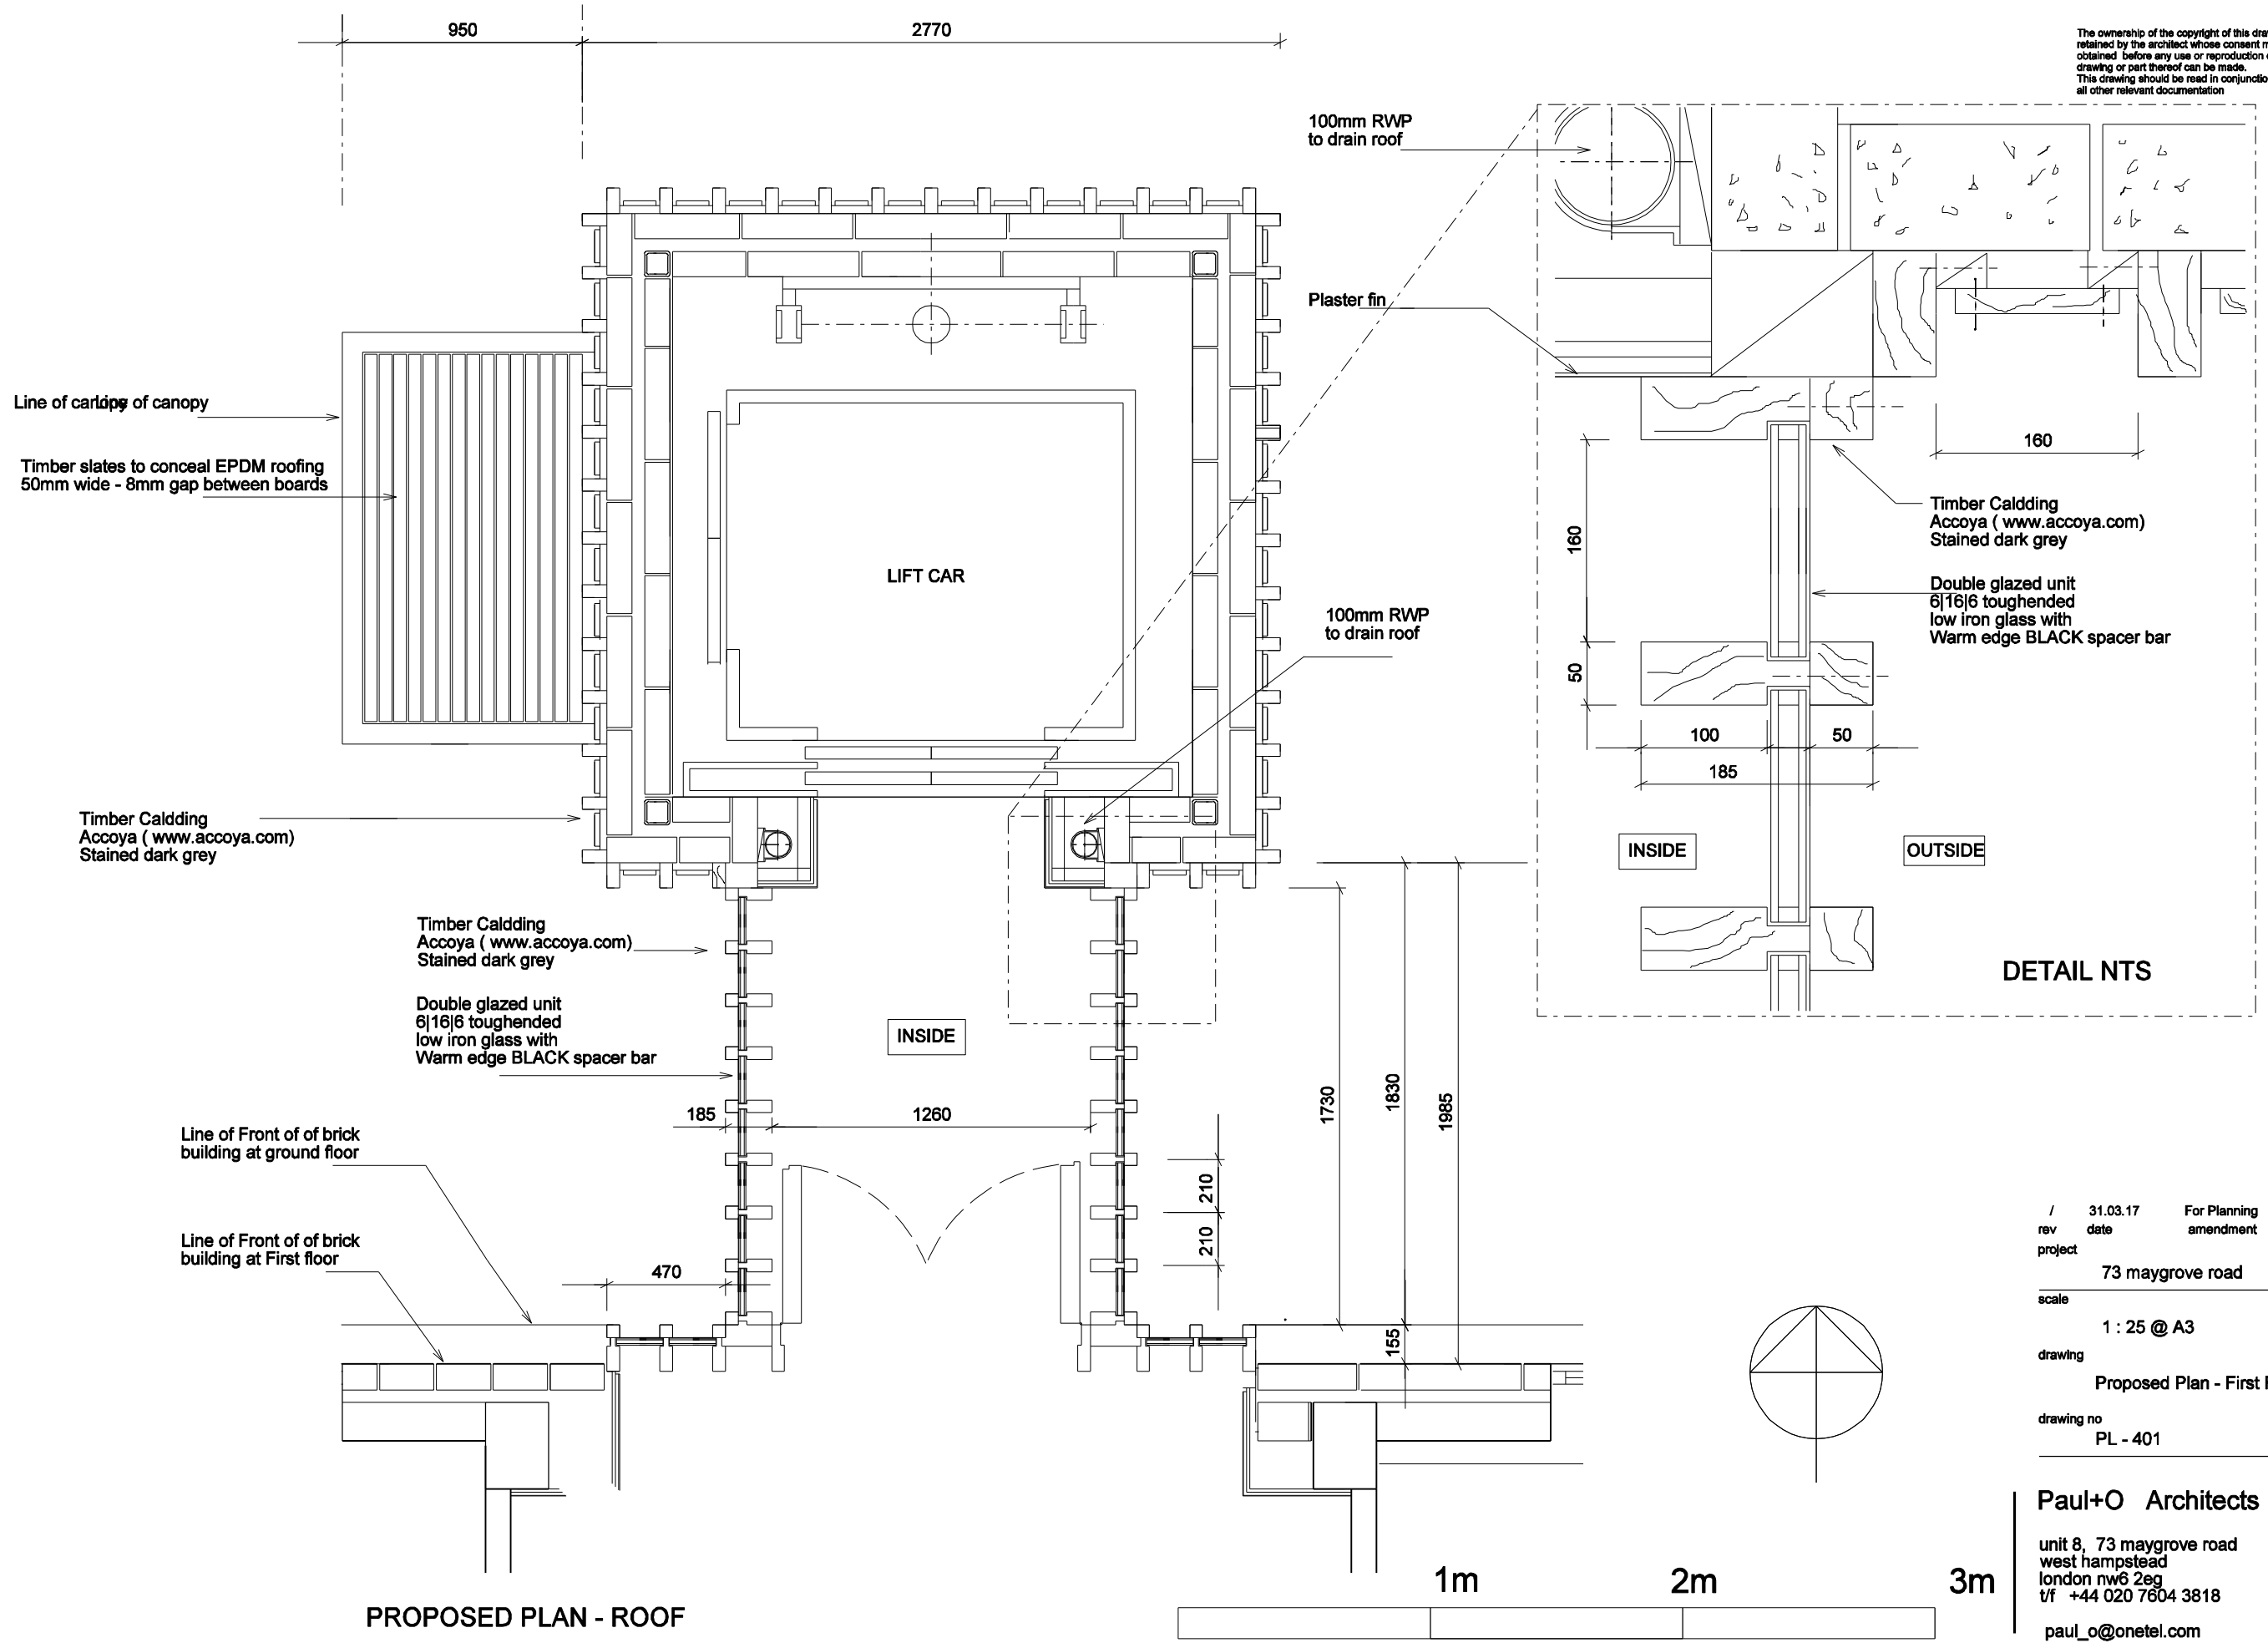 950
2770
The ownership of the copyright of this
retained by the architect whose consent
obtained before any use or reproduction
drawing or part thereof can be made.
This drawing should be read in
all other relevant documentation
100mm RWP
to drain roof
Plaster fin
160
Line of canopy
Line of canopy
Timber slates to conceal EPDM roofing
50mm wide - 8mm gap between boards
Timber Caldding
Accoya ( www.accoya.com)
Stained dark grey
160
LIFT CAR
Double glazed unit
6|16|6 toughended
low iron glass with
Warm edge BLACK spacer bar
100mm RWP
to drain roof
50
100
50
185
Timber Caldding
Accoya ( www.accoya.com)
Stained dark grey
INSIDE
OUTSIDE
Timber Caldding
Accoya ( www.accoya.com)
Stained dark grey
DETAIL NTS
Double glazed unit
6|16|6 toughended
low iron glass with
Warm edge BLACK spacer bar
INSIDE
185
1260
1730
1830
1985
Line of Front of of brick
building at ground floor
210
210
Line of Front of of brick
building at First floor
470
155
/ 31.03.17 For Planning
rev date amendment
project
73 maygrove road
scale
1 : 25 @ A3
drawing
Proposed Plan - First
drawing no
PL - 401
Paul+O Architects
unit 8, 73 maygrove road
west hampstead
london nw6 2eg
t/f +44 020 7604 3818
paul_o@onetel.com
1m 2m 3m
PROPOSED PLAN - ROOF